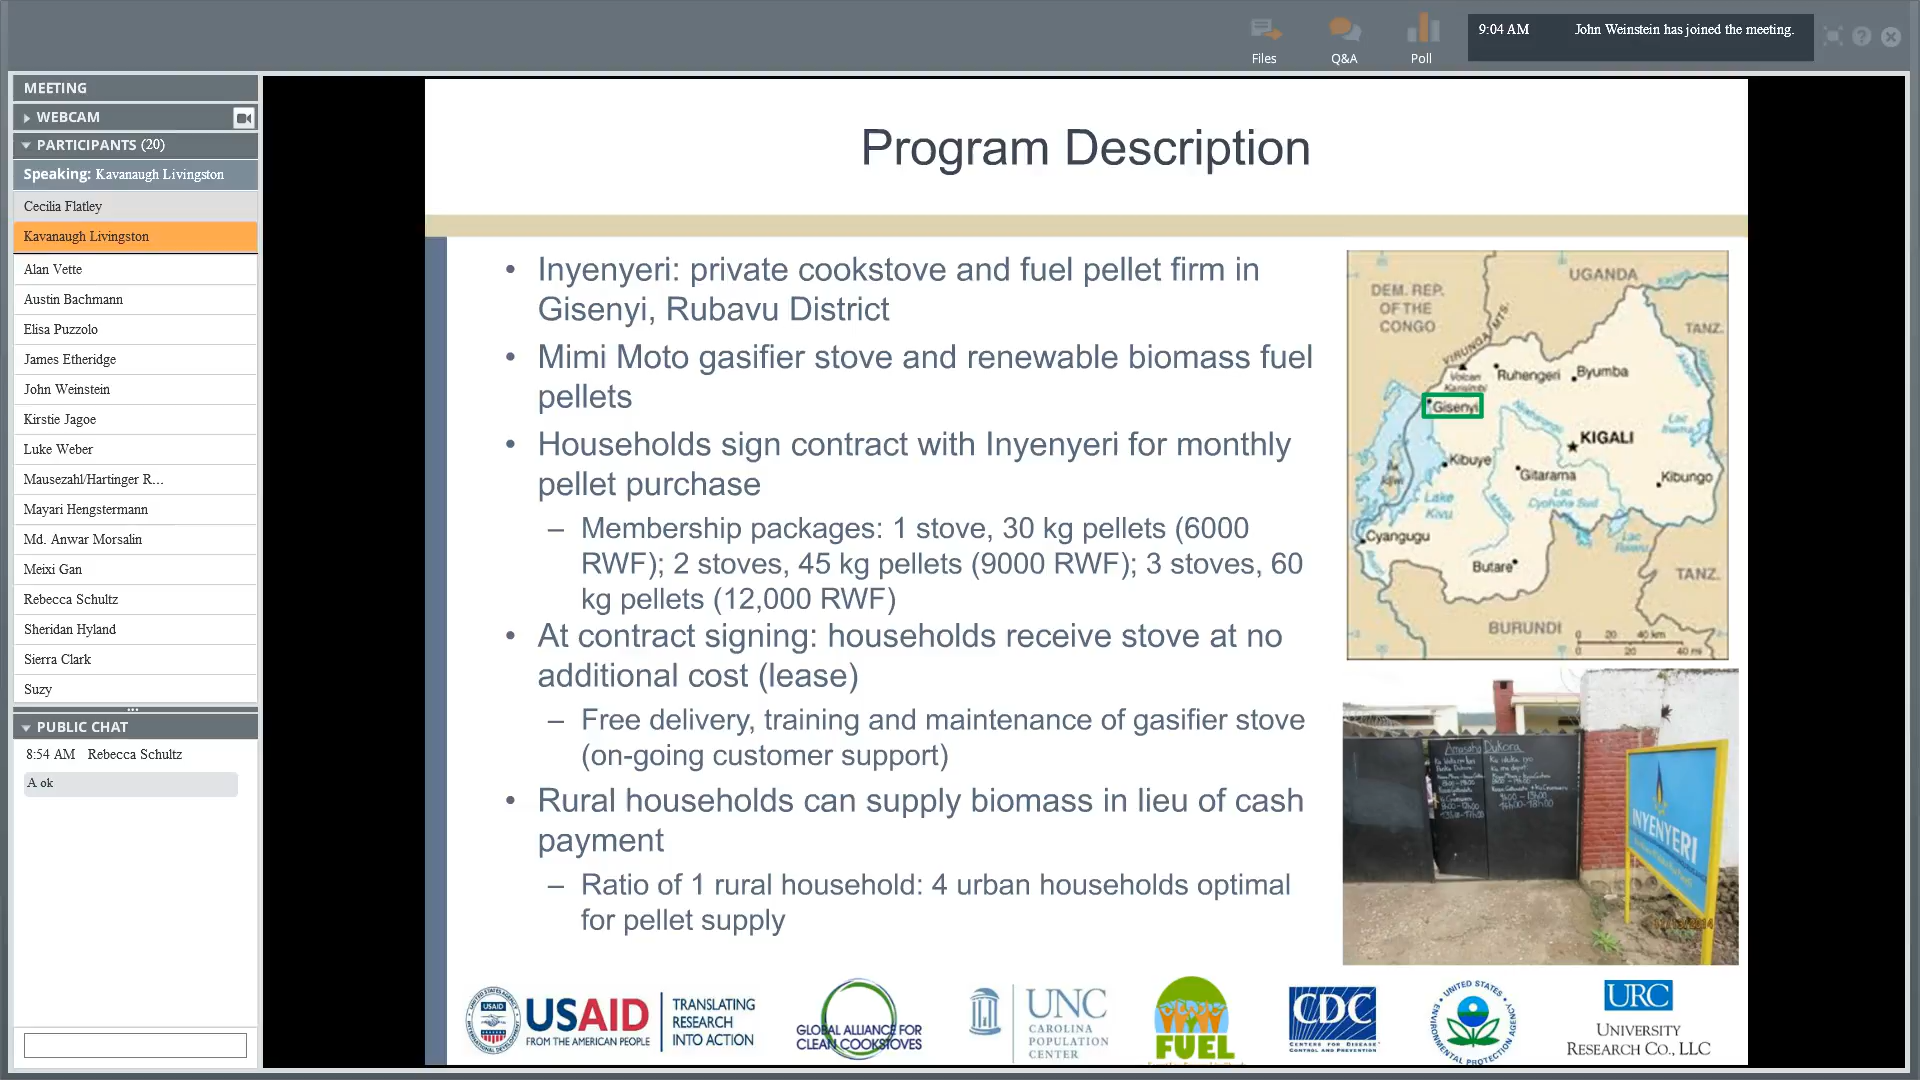 Files
Q&A
Poll
9:04 AM John Weinstein has joined the meeting.
MEETING
WEBCAM
PARTICIPANTS (20)
Speaking: Kavanaugh Livingston
Cecilia Flatley
Kavanaugh Livingston
Alan Vette
Austin Bachmann
Elisa Puzzolo
James Etheridge
John Weinstein
Kirstie Jagoe
Luke Weber
Mausezahl/Hartinger R...
Mayari Hengstermann
Md. Anwar Morsalin
Meixi Gan
Rebecca Schultz
Sheridan Hyland
Sierra Clark
Suzy
PUBLIC CHAT
8:54 AM Rebecca Schultz
A ok
Program Description
• Inyenyeri: private cookstove and fuel pellet firm in
Gisenyi, Rubavu District
• Mimi Moto gasifier stove and renewable biomass fuel
pellets
• Households sign contract with Inyenyeri for monthly
pellet purchase
– Membership packages: 1 stove, 30 kg pellets (6000
RWF); 2 stoves, 45 kg pellets (9000 RWF); 3 stoves, 60
kg pellets (12,000 RWF)
• At contract signing: households receive stove at no
additional cost (lease)
– Free delivery, training and maintenance of gasifier stove
(on-going customer support)
• Rural households can supply biomass in lieu of cash
payment
– Ratio of 1 rural household: 4 urban households optimal
for pellet supply
UGANDA
DEM. REP.
OF THE
CONGO
TANZ.
VIRUNGA MTS.
Volcan
Karisimbi
Ruhengeri
Byumba
Gisenyi
KIGALI
Kibuye
Gitarama
Kibungo
Lake
Kivu
Lac
Cyohoha Sud
Cyangugu
Butare
TANZ.
BURUNDI
0 20 40 km
0 20 40 mi
Amasaha Dukora
INYENYERI
USAID
FROM THE AMERICAN PEOPLE
TRANSLATING
RESEARCH
INTO ACTION
GLOBAL ALLIANCE FOR
CLEAN COOKSTOVES
UNC
CAROLINA
POPULATION
CENTER
FUEL
CDC
CENTERS FOR DISEASE
CONTROL AND PREVENTION
UNITED STATES
ENVIRONMENTAL PROTECTION AGENCY
URC
UNIVERSITY
RESEARCH CO., LLC